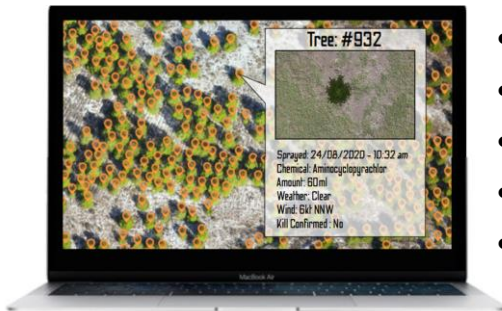 Tree: #932
Sprayed: 24/08/2020 - 10:32 am
Chemical: Aminocyclopyrachlor
Amount: 60ml
Weather: Clear
Wind: 6kt NNW
Kill Confirmed: No
MacBook Air